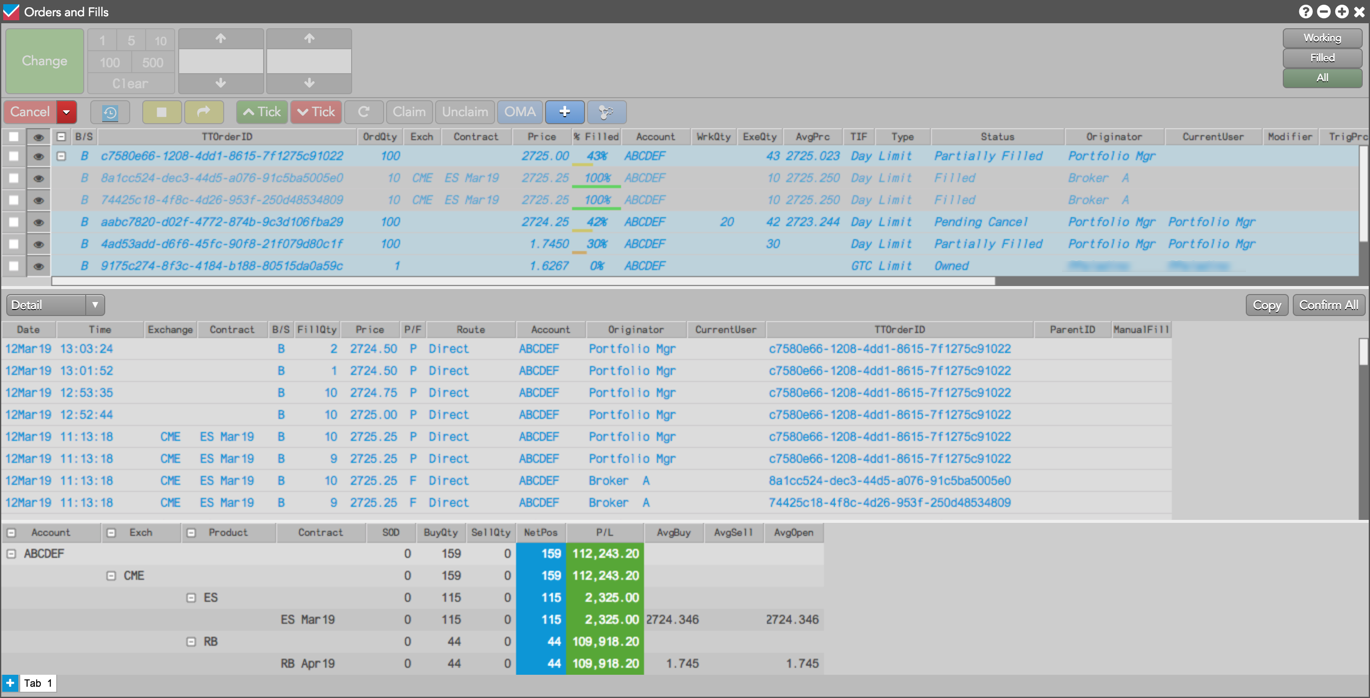 Orders and Fills
Change 1 5 10 Working
100 500 Filled
Clear All
Cancel Tick Tick C Claim Unclaim OMA +
B/S TTOrderID OrdQty Exch Contract Price % Filled Account WrkQty ExeQty AvgPrc TIF Type Status Originator CurrentUser Modifier TrigPrc
B c7580e66-1208-4dd1-8615-7f1275c91022 100 2725.00 43% ABCDEF 43 2725.023 Day Limit Partially Filled Portfolio Mgr
B 8a1cc524-dec3-44d5-a076-91c5ba5005e0 10 CME ES Mar19 2725.25 100% ABCDEF 10 2725.250 Day Limit Filled Broker A
B 74425c18-4f8c-4d26-953f-250d48534809 10 CME ES Mar19 2725.25 100% ABCDEF 10 2725.250 Day Limit Filled Broker A
B aabc7820-d02f-4772-874b-9c3d106fba29 100 2724.25 42% ABCDEF 20 42 2723.244 Day Limit Pending Cancel Portfolio Mgr Portfolio Mgr
B 4ad53add-d6f6-45fc-90f8-21f079d80c1f 100 1.7450 30% ABCDEF 30 Day Limit Partially Filled Portfolio Mgr Portfolio Mgr
B 9175c274-8f3c-4184-b188-80515da0a59c 1 1.6267 0% ABCDEF GTC Limit Owned
Detail Copy Confirm All
Date Time Exchange Contract B/S FillQty Price P/F Route Account Originator CurrentUser TTOrderID ParentID ManualFill
12Mar19 13:03:24 B 2 2724.50 P Direct ABCDEF Portfolio Mgr c7580e66-1208-4dd1-8615-7f1275c91022
12Mar19 13:01:52 B 1 2724.50 P Direct ABCDEF Portfolio Mgr c7580e66-1208-4dd1-8615-7f1275c91022
12Mar19 12:53:35 B 10 2724.75 P Direct ABCDEF Portfolio Mgr c7580e66-1208-4dd1-8615-7f1275c91022
12Mar19 12:52:44 B 10 2725.00 P Direct ABCDEF Portfolio Mgr c7580e66-1208-4dd1-8615-7f1275c91022
12Mar19 11:13:18 CME ES Mar19 B 10 2725.25 P Direct ABCDEF Portfolio Mgr c7580e66-1208-4dd1-8615-7f1275c91022
12Mar19 11:13:18 CME ES Mar19 B 9 2725.25 P Direct ABCDEF Portfolio Mgr c7580e66-1208-4dd1-8615-7f1275c91022
12Mar19 11:13:18 CME ES Mar19 B 10 2725.25 F Direct ABCDEF Broker A 8a1cc524-dec3-44d5-a076-91c5ba5005e0
12Mar19 11:13:18 CME ES Mar19 B 9 2725.25 F Direct ABCDEF Broker A 74425c18-4f8c-4d26-953f-250d48534809
Account Exch Product Contract SOD BuyQty SellQty NetPos P/L AvgBuy AvgSell AvgOpen
ABCDEF 0 159 0 159 112,243.20
CME 0 159 0 159 112,243.20
ES 0 115 0 115 2,325.00
ES Mar19 0 115 0 115 2,325.00 2724.346 2724.346
RB 0 44 0 44 109,918.20
RB Apr19 0 44 0 44 109,918.20 1.745 1.745
+ Tab 1